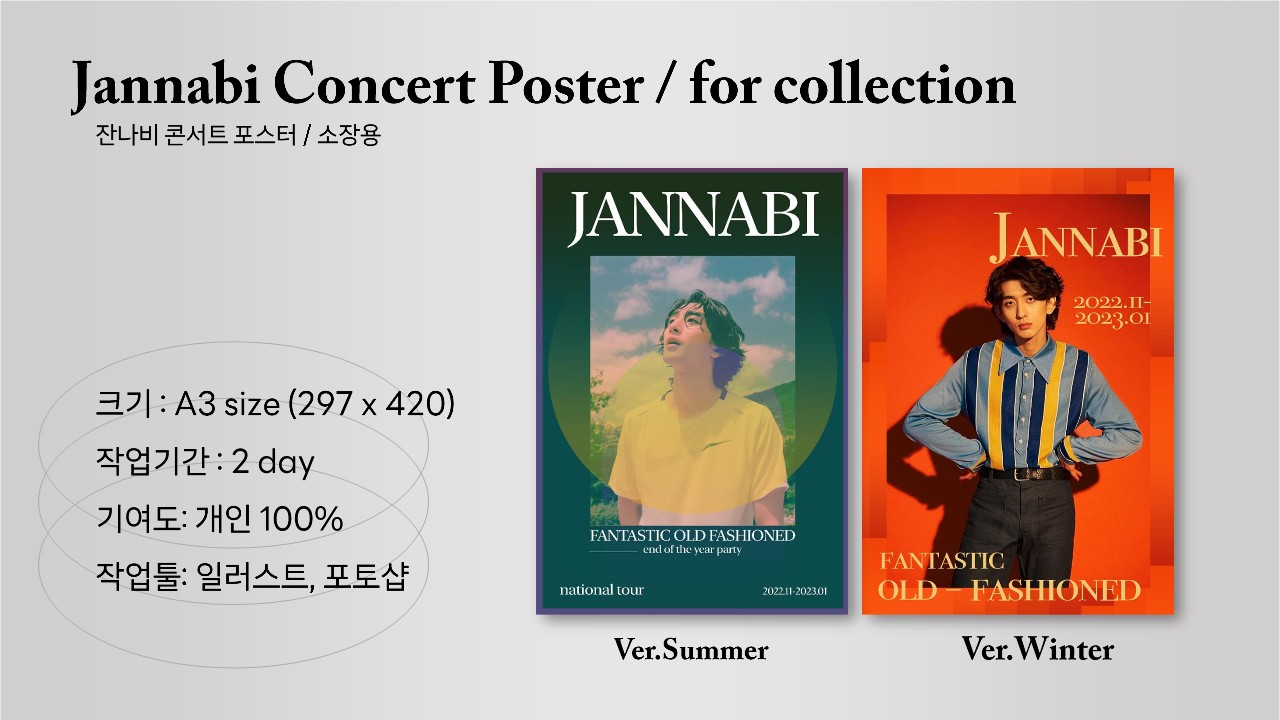 Jannabi Concert Poster / for collection
잔나비 콘서트 포스터 / 소장용
크기 : A3 size (297 x 420)
작업기간 : 2 day
기여도: 개인 100%
작업툴: 일러스트, 포토샵
JANNABI
FANTASTIC OLD FASHIONED
end of the year party
national tour
2022.11-2023.01
Ver.Summer
JANNABI
2022.11-
2023.01
FANTASTIC
OLD - FASHIONED
Ver.Winter